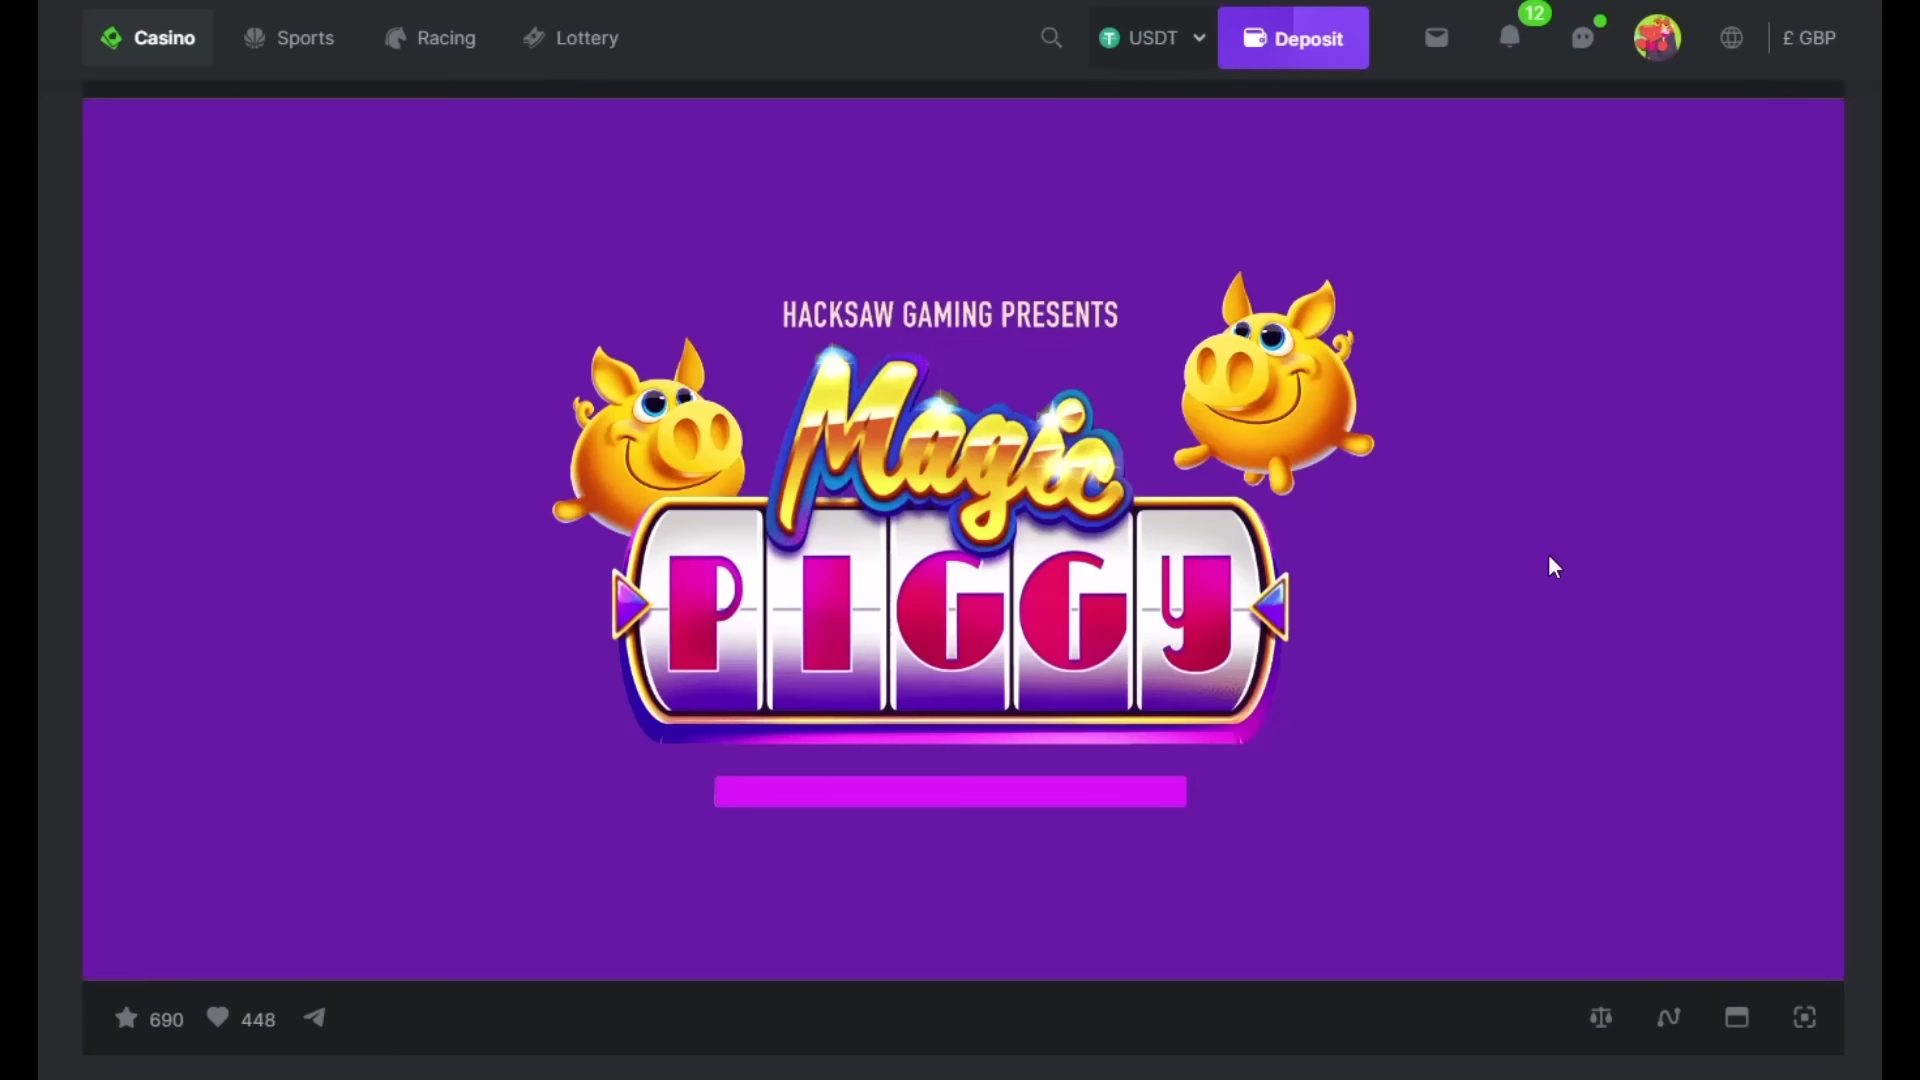 Casino Sports Racing Lottery USDT Deposit 12 £ GBP
HACKSAW GAMING PRESENTS
Magic
PIGGY
690 448